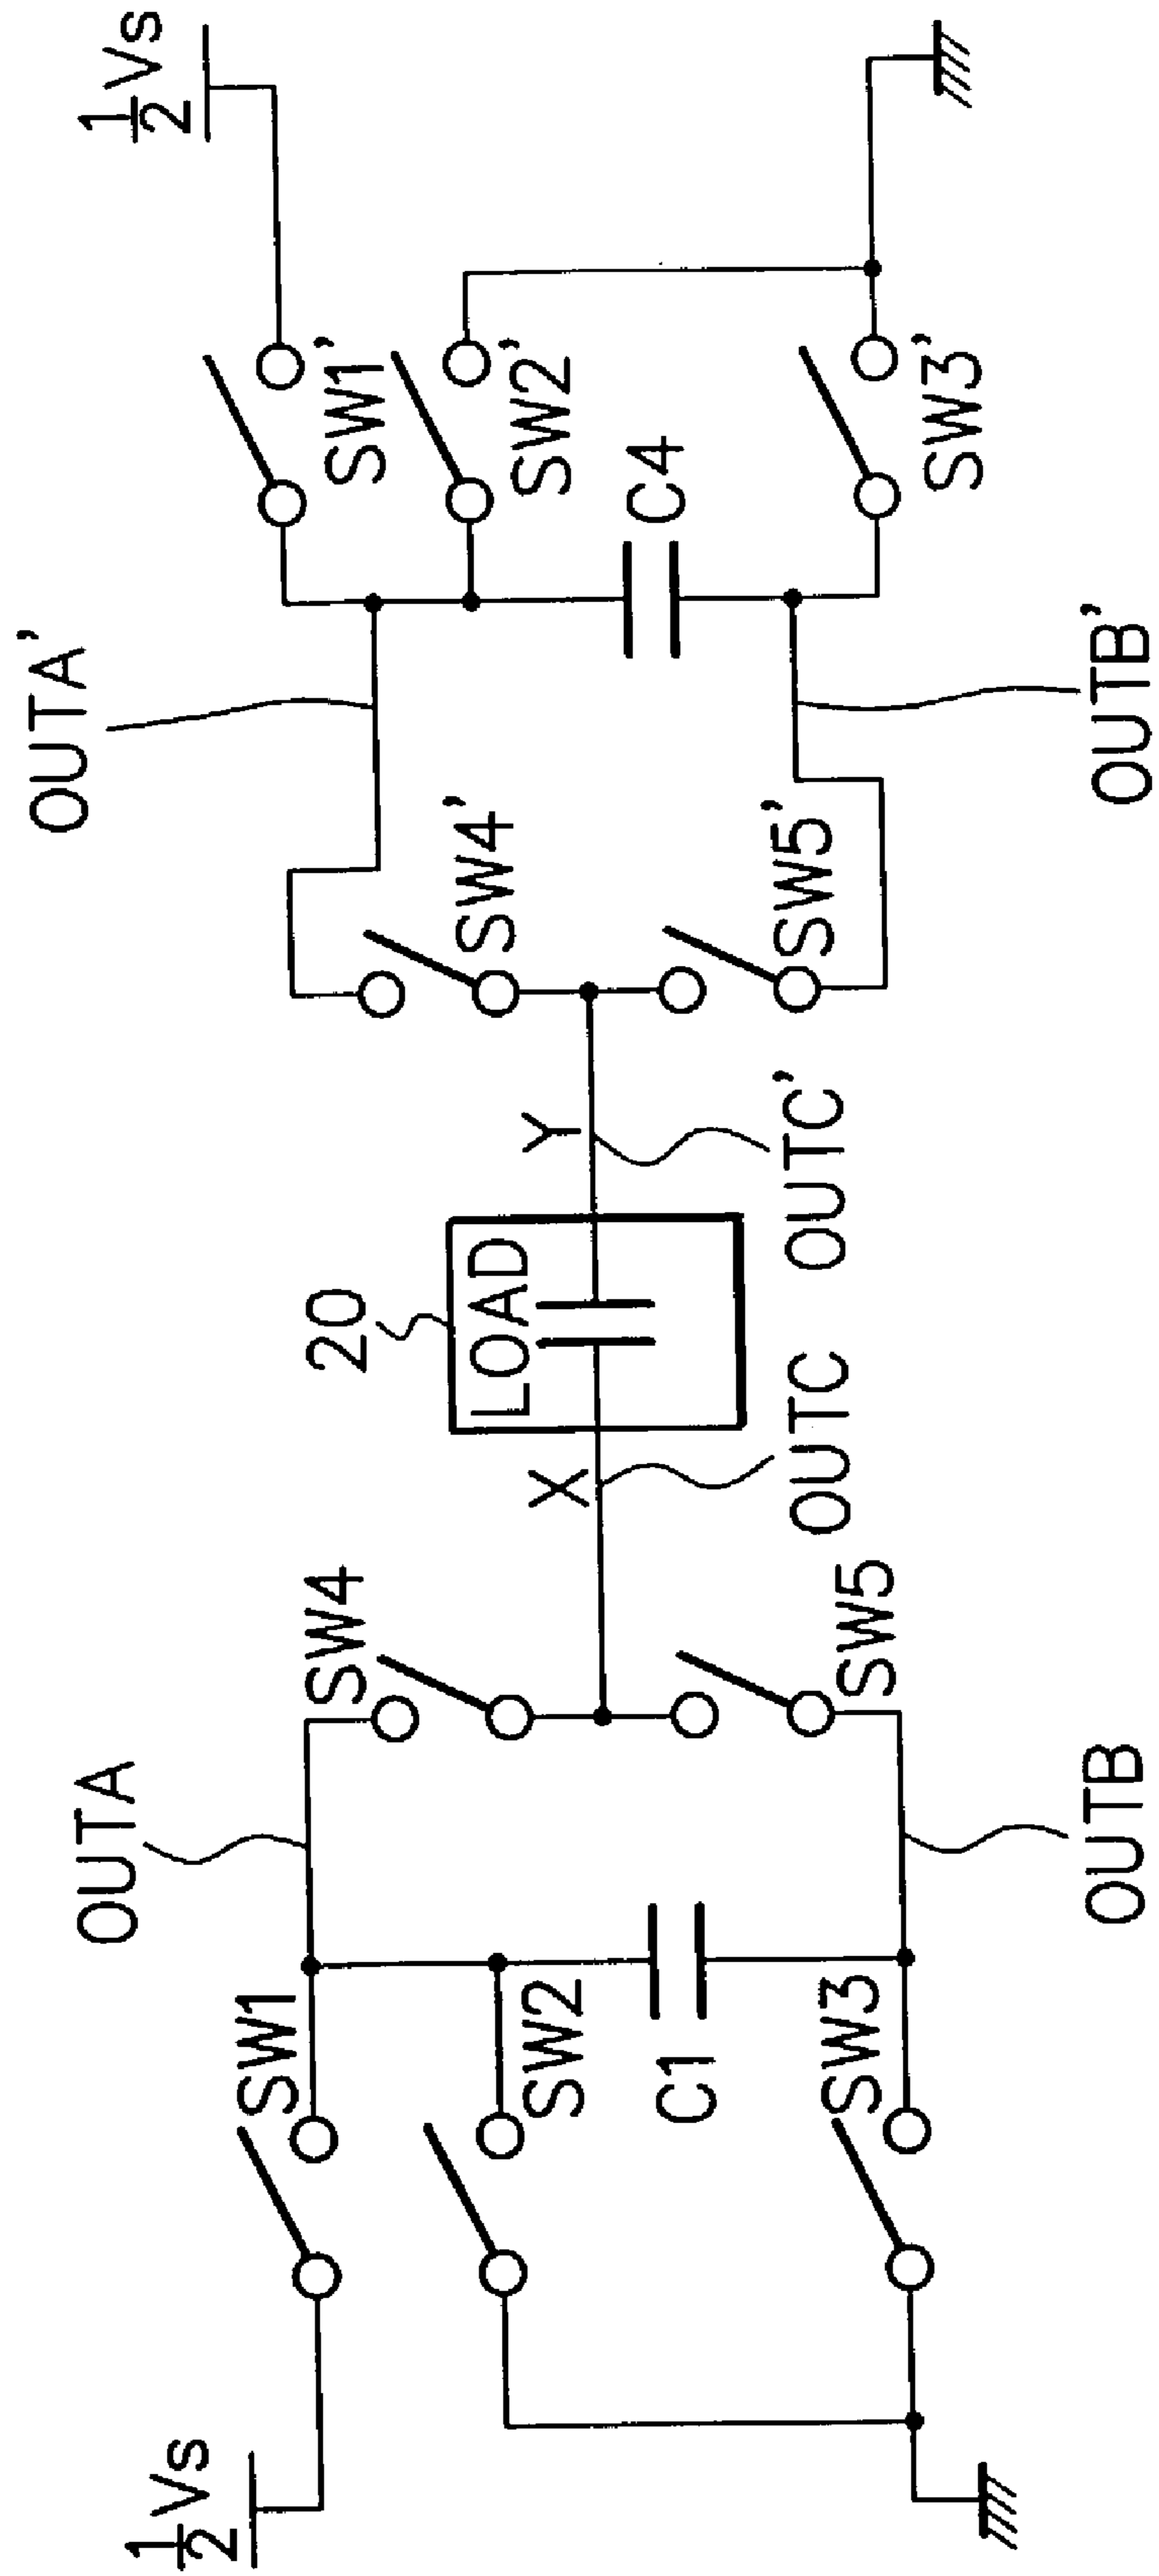 1/2 Vs
SW1
SW2
C1
SW3
OUTA
OUTB
SW4
SW5
X
OUTC
20
LOAD
Y
OUTC'
SW4'
SW5'
OUTA'
OUTB'
C4
SW1'
SW2'
SW3'
1/2 Vs